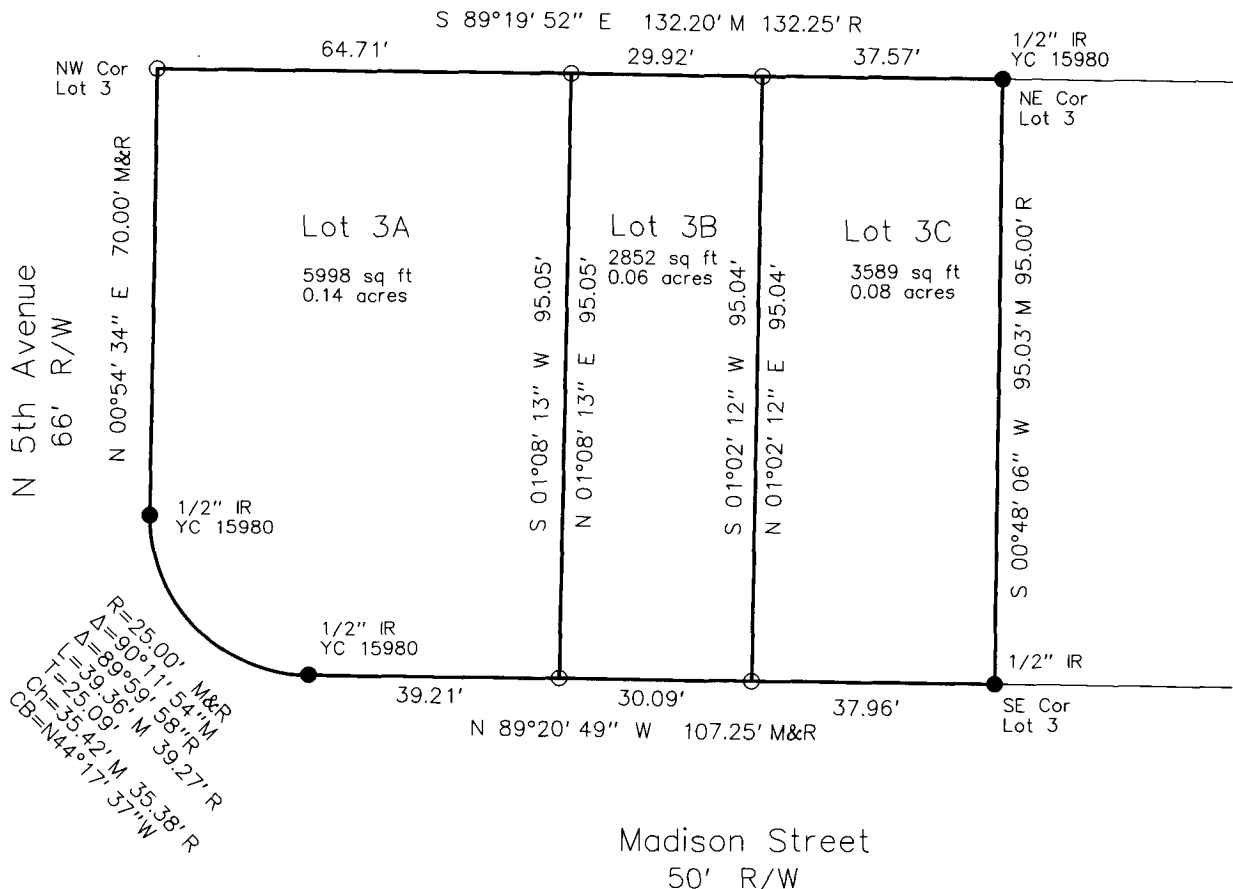 S 89°19'52" E 132.20' M 132.25' R
64.71'
29.92'
37.57'
1/2" IR
YC 15980
NW Cor
Lot 3
NE Cor
Lot 3
N 5th Avenue
66' R/W
N 00°54'34" E 70.00' M&R
Lot 3A
5998 sq ft
0.14 acres
S 01°08'13" W 95.05'
N 01°08'13" E 95.05'
Lot 3B
2852 sq ft
0.06 acres
S 01°02'12" W 95.04'
N 01°02'12" E 95.04'
Lot 3C
3589 sq ft
0.08 acres
S 00°48'06" W 95.03' M 95.00' R
1/2" IR
YC 15980
1/2" IR
YC 15980
1/2" IR
SE Cor
Lot 3
39.21'
30.09'
37.96'
N 89°20'49" W 107.25' M&R
R=25.00' M&R
Δ=90°11'54"M
Δ=89°59'58"R
L=39.36' M 39.27' R
T=25.09'
Ch=35.42' M 35.38' R
CB=N44°17'37"W
Madison Street
50' R/W